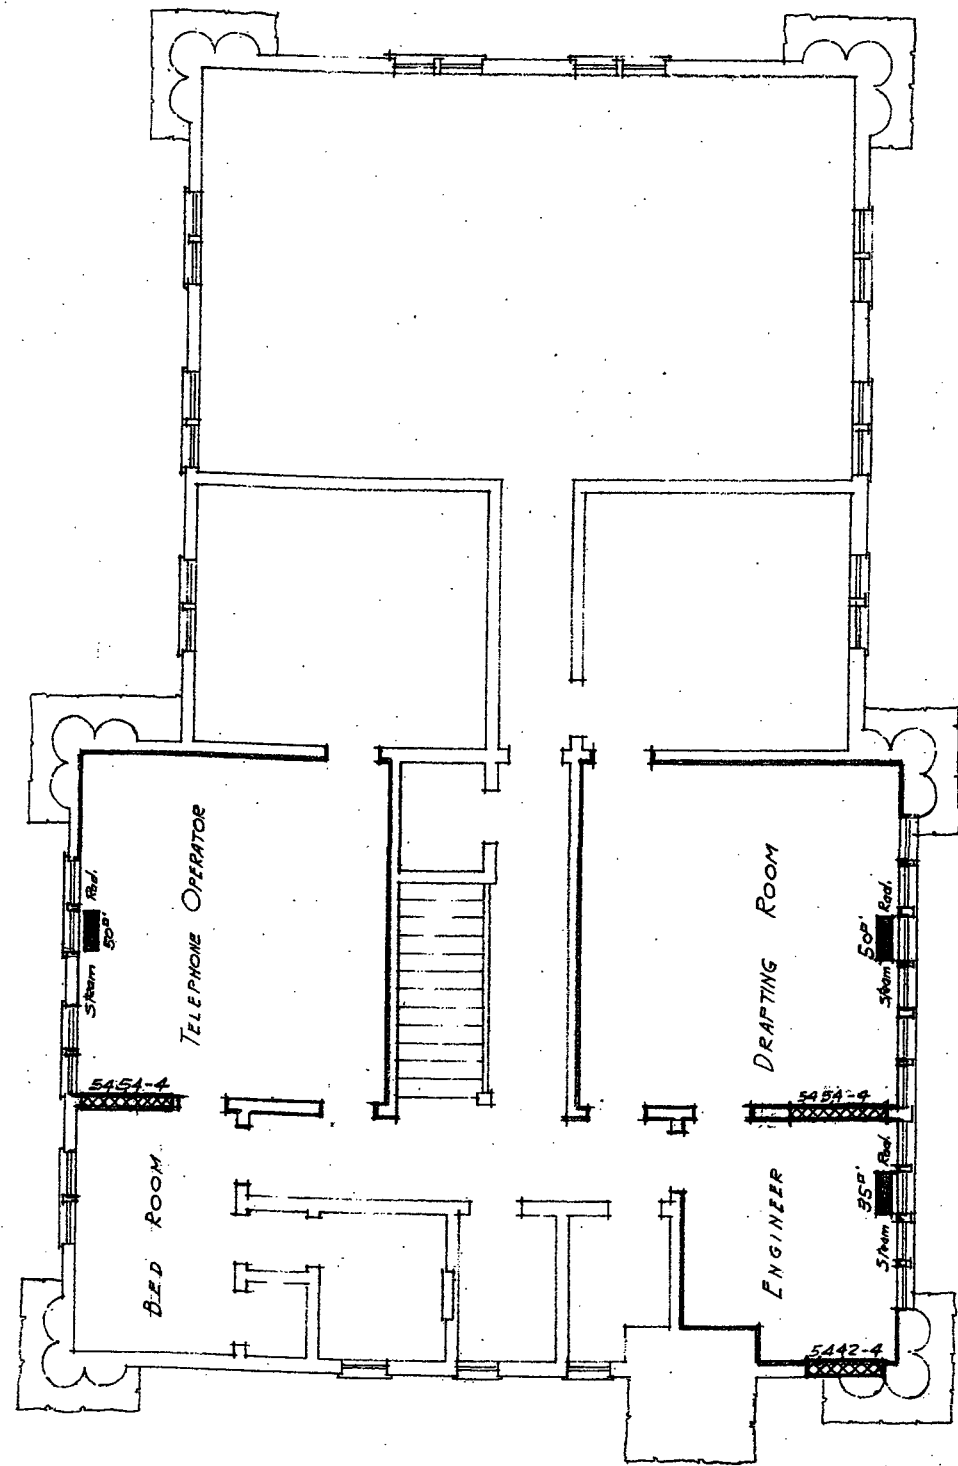 TELEPHONE OPERATOR
Steam Rad.
50□'
5454-4
DRAFTING ROOM
Steam Rad.
50□'
5454-4
BED ROOM
ENGINEER
Steam Rad.
35□'
5442-4